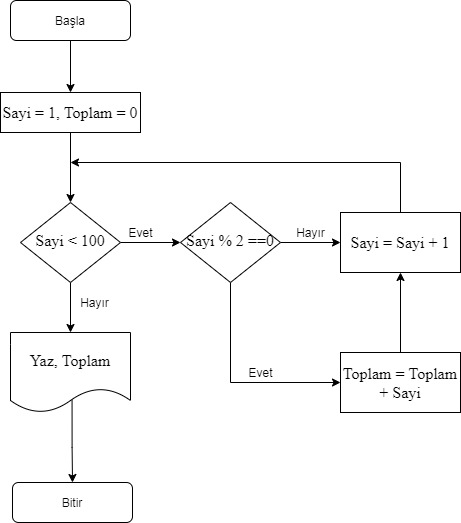 Başla
Sayi = 1, Toplam = 0
Sayi < 100
Evet
Sayi % 2 ==0
Hayır
Sayi = Sayi + 1
Hayır
Yaz, Toplam
Evet
Toplam = Toplam
+ Sayi
Bitir